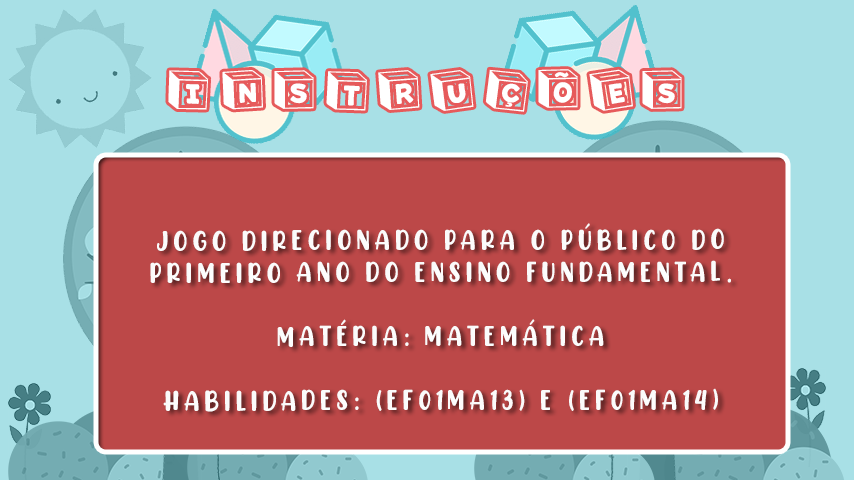 INSTRUÇÕES
JOGO DIRECIONADO PARA O PÚBLICO DO
PRIMEIRO ANO DO ENSINO FUNDAMENTAL.
MATÉRIA: MATEMÁTICA
HABILIDADES: (EF01MA13) E (EF01MA14)